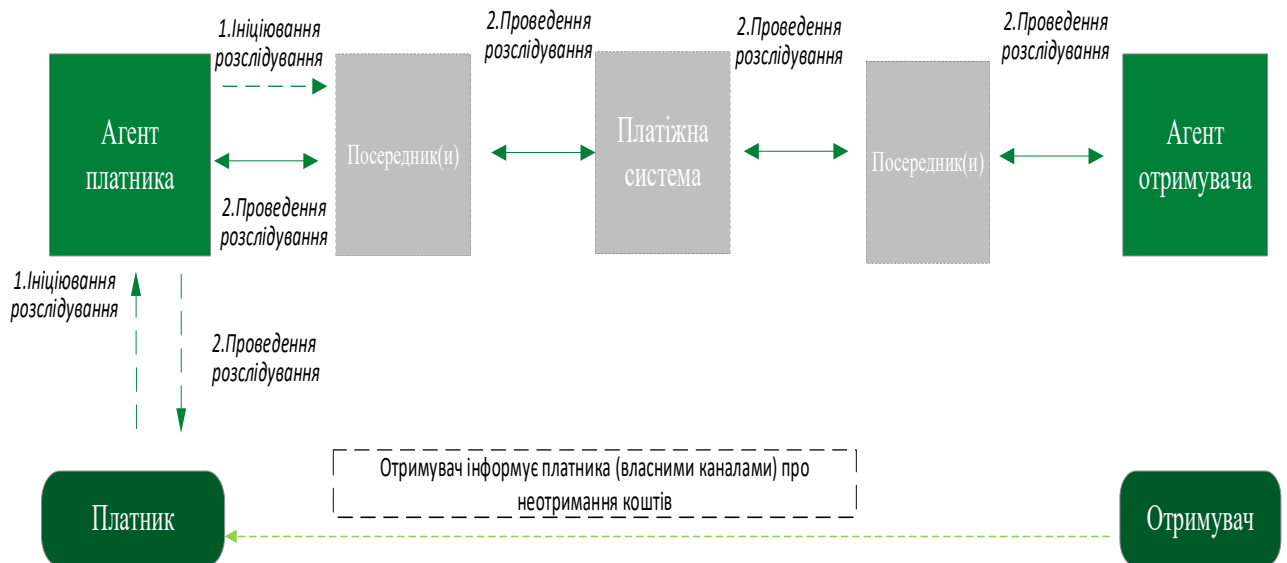 1.Ініціювання
розслідування
2.Проведення
розслідування
2.Проведення
розслідування
2.Проведення
розслідування
Агент
платника
Посередник(и)
Платіжна
система
Посередник(и)
Агент
отримувача
2.Проведення
розслідування
1.Ініціювання
розслідування
2.Проведення
розслідування
Отримувач інформує платника (власними каналами) про
неотримання коштів
Платник
Отримувач